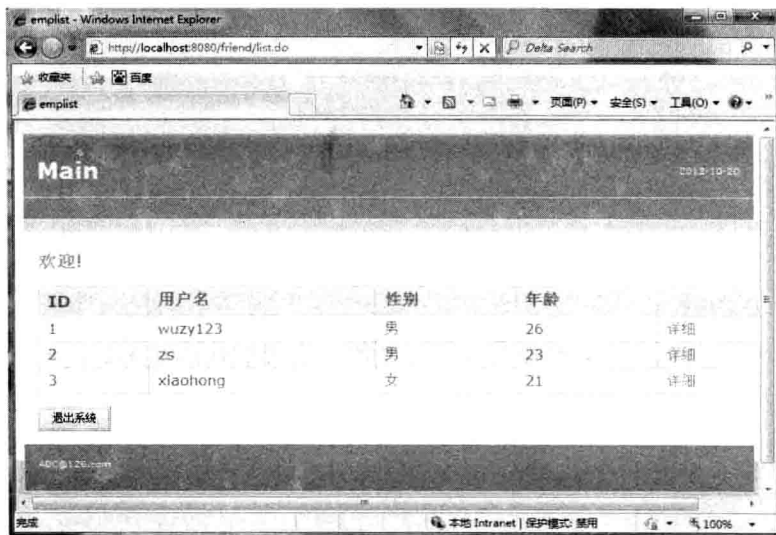 emplist - Windows Internet Explorer
http://localhost:8080/friend/list.do
Delta Search
收藏夹 百度
emplist
页面(P) 安全(S) 工具(O)
Main
2013-10-20
欢迎!
ID 用户名 性别 年龄
1 wuzy123 男 26 详细
2 zs 男 23 详细
3 xiaohong 女 21 详细
退出系统
ABC@126.com
完成 本地 Intranet | 保护模式: 禁用 100%